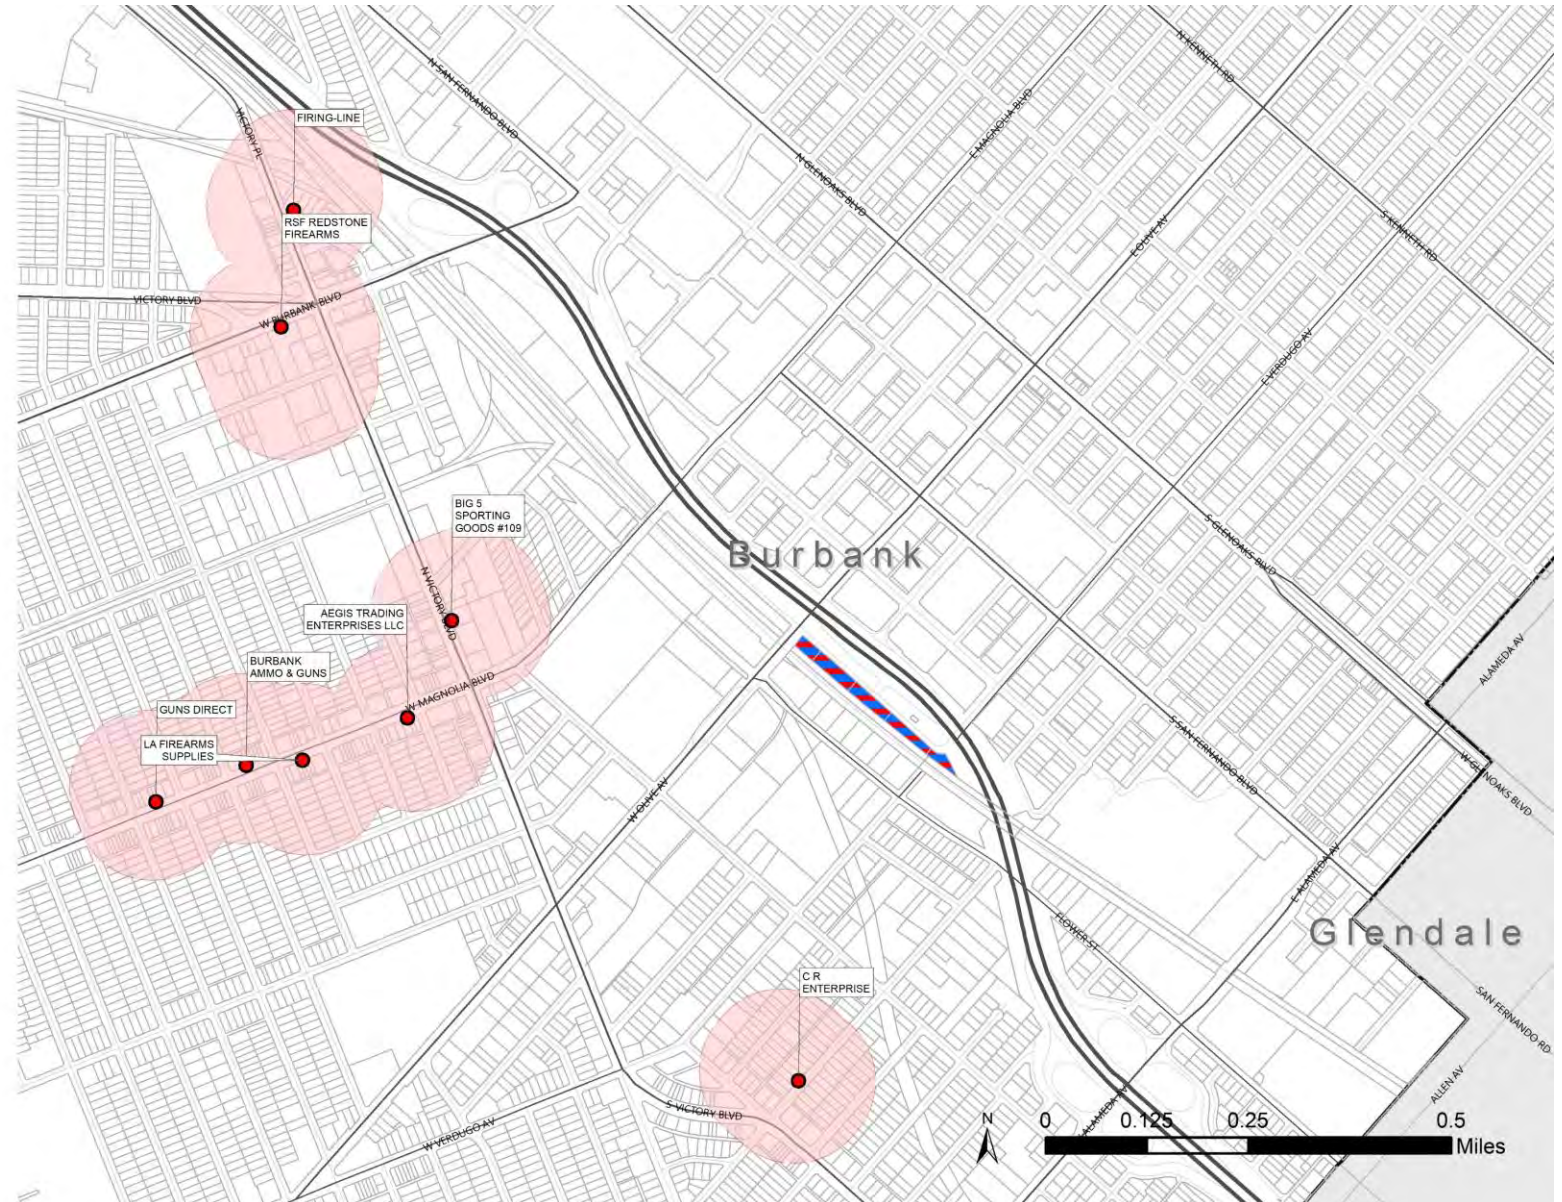 N KENNETH RD
N SAN FERNANDO BLVD
E MAGNOLIA BLVD
VICTORY PL
FIRING-LINE
N GLENOAKS BLVD
E OLIVE AV
S KENNETH RD
RSF REDSTONE
FIREARMS
VICTORY BLVD
W BURBANK BLVD
E VERDUGO AV
BIG 5
SPORTING
GOODS #109
S GLENOAKS BLVD
Burbank
N VICTORY BLVD
AEGIS TRADING
ENTERPRISES LLC
ALAMEDA AV
BURBANK
AMMO & GUNS
W MAGNOLIA BLVD
GUNS DIRECT
LA FIREARMS
SUPPLIES
S SAN FERNANDO BLVD
W GLENOAKS BLVD
W OLIVE AV
E ALAMEDA AV
FLOWER ST
Glendale
C R
ENTERPRISE
SAN FERNANDO RD
ALLEN AV
S VICTORY BLVD
W VERDUGO AV
ALAMEDA AV
N
0 0.125 0.25 0.5
Miles